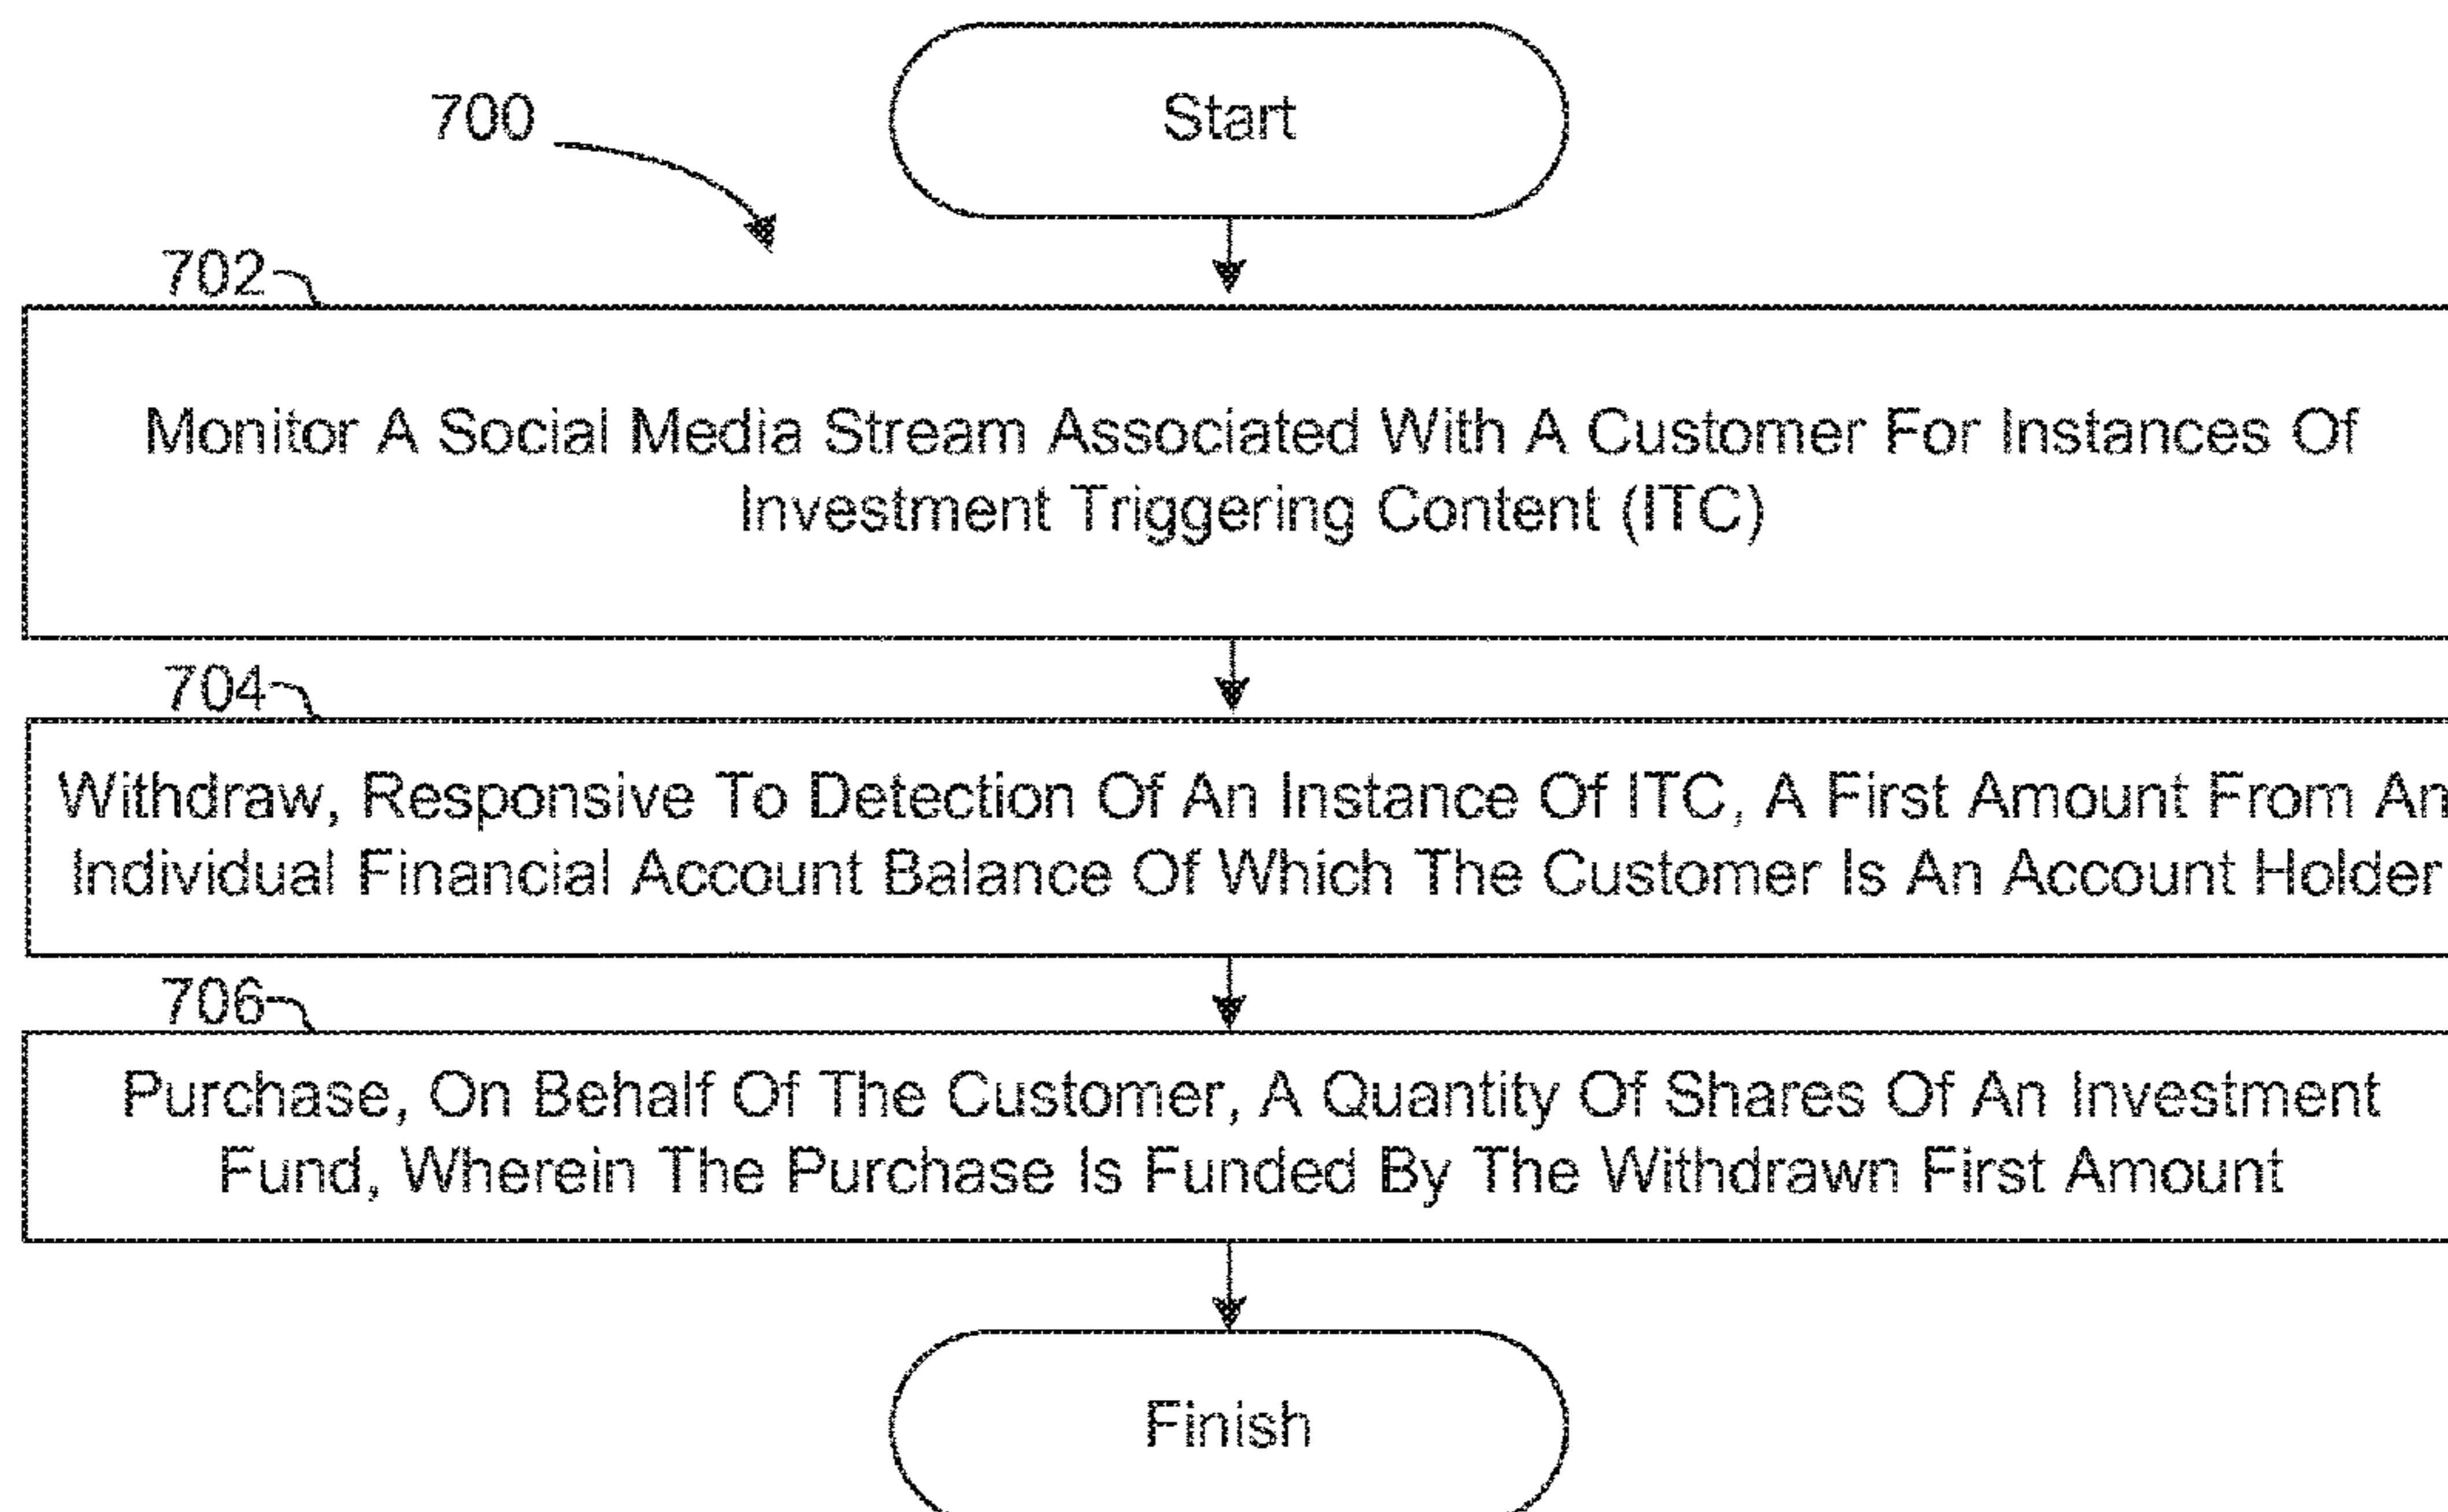 Start
700
702
Monitor A Social Media Stream Associated With A Customer For Instances Of
Investment Triggering Content (ITC)
704
Withdraw, Responsive To Detection Of An Instance Of ITC, A First Amount From An
Individual Financial Account Balance Of Which The Customer Is An Account Holder
706
Purchase, On Behalf Of The Customer, A Quantity Of Shares Of An Investment
Fund, Wherein The Purchase Is Funded By The Withdrawn First Amount
Finish